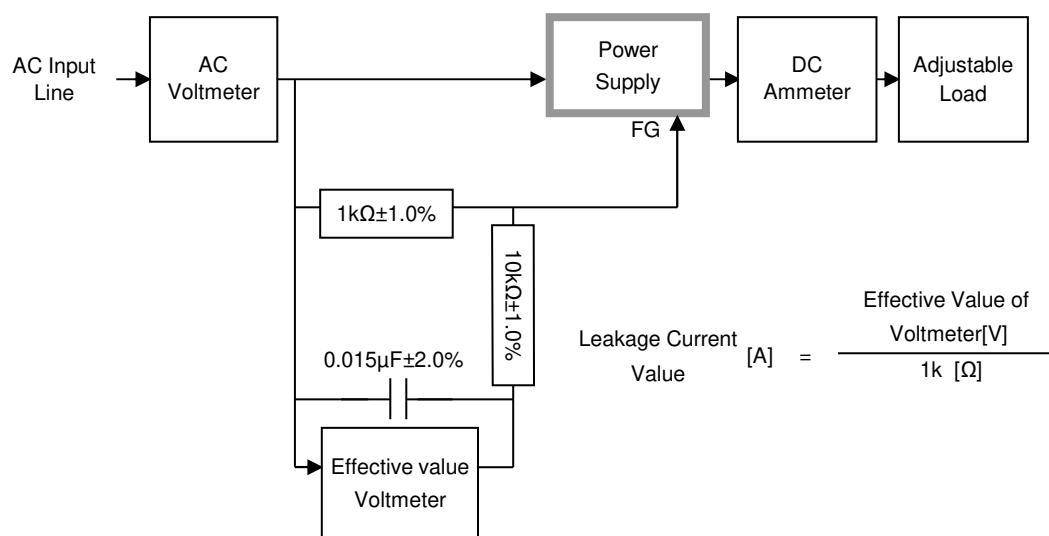 AC Input
Line
AC
Voltmeter
Power
Supply
DC
Ammeter
Adjustable
Load
FG
1kΩ±1.0%
10kΩ±1.0%
0.015µF±2.0%
Effective value
Voltmeter
Leakage Current
Value
[A] =
Effective Value of
Voltmeter[V]
1k [Ω]